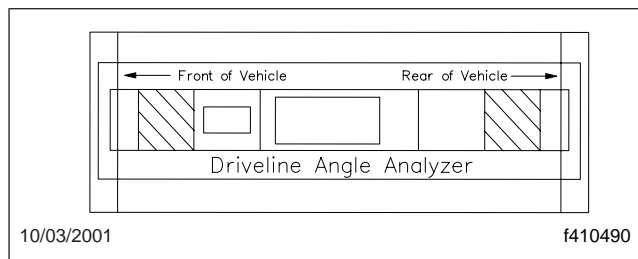 Front of Vehicle Rear of Vehicle
Driveline Angle Analyzer
10/03/2001 f410490